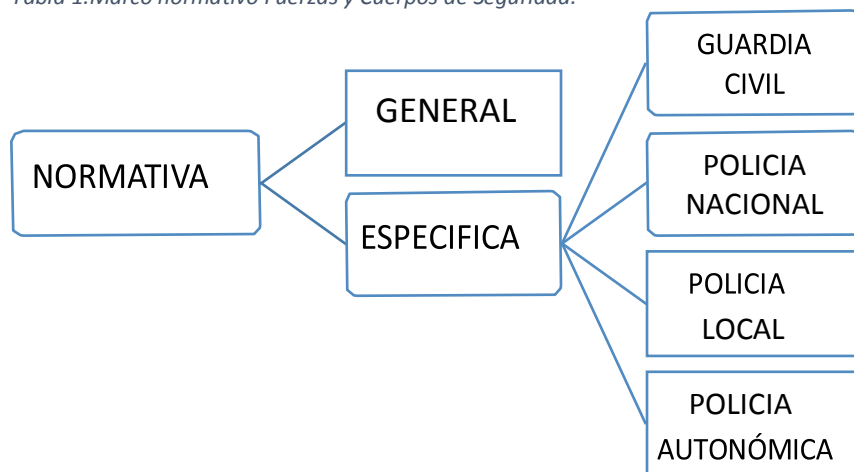 Tabla 1.Marco normativo Fuerzas y Cuerpos de Seguridad.
NORMATIVA
GENERAL
ESPECIFICA
GUARDIA
CIVIL
POLICIA
NACIONAL
POLICIA
LOCAL
POLICIA
AUTONÓMICA